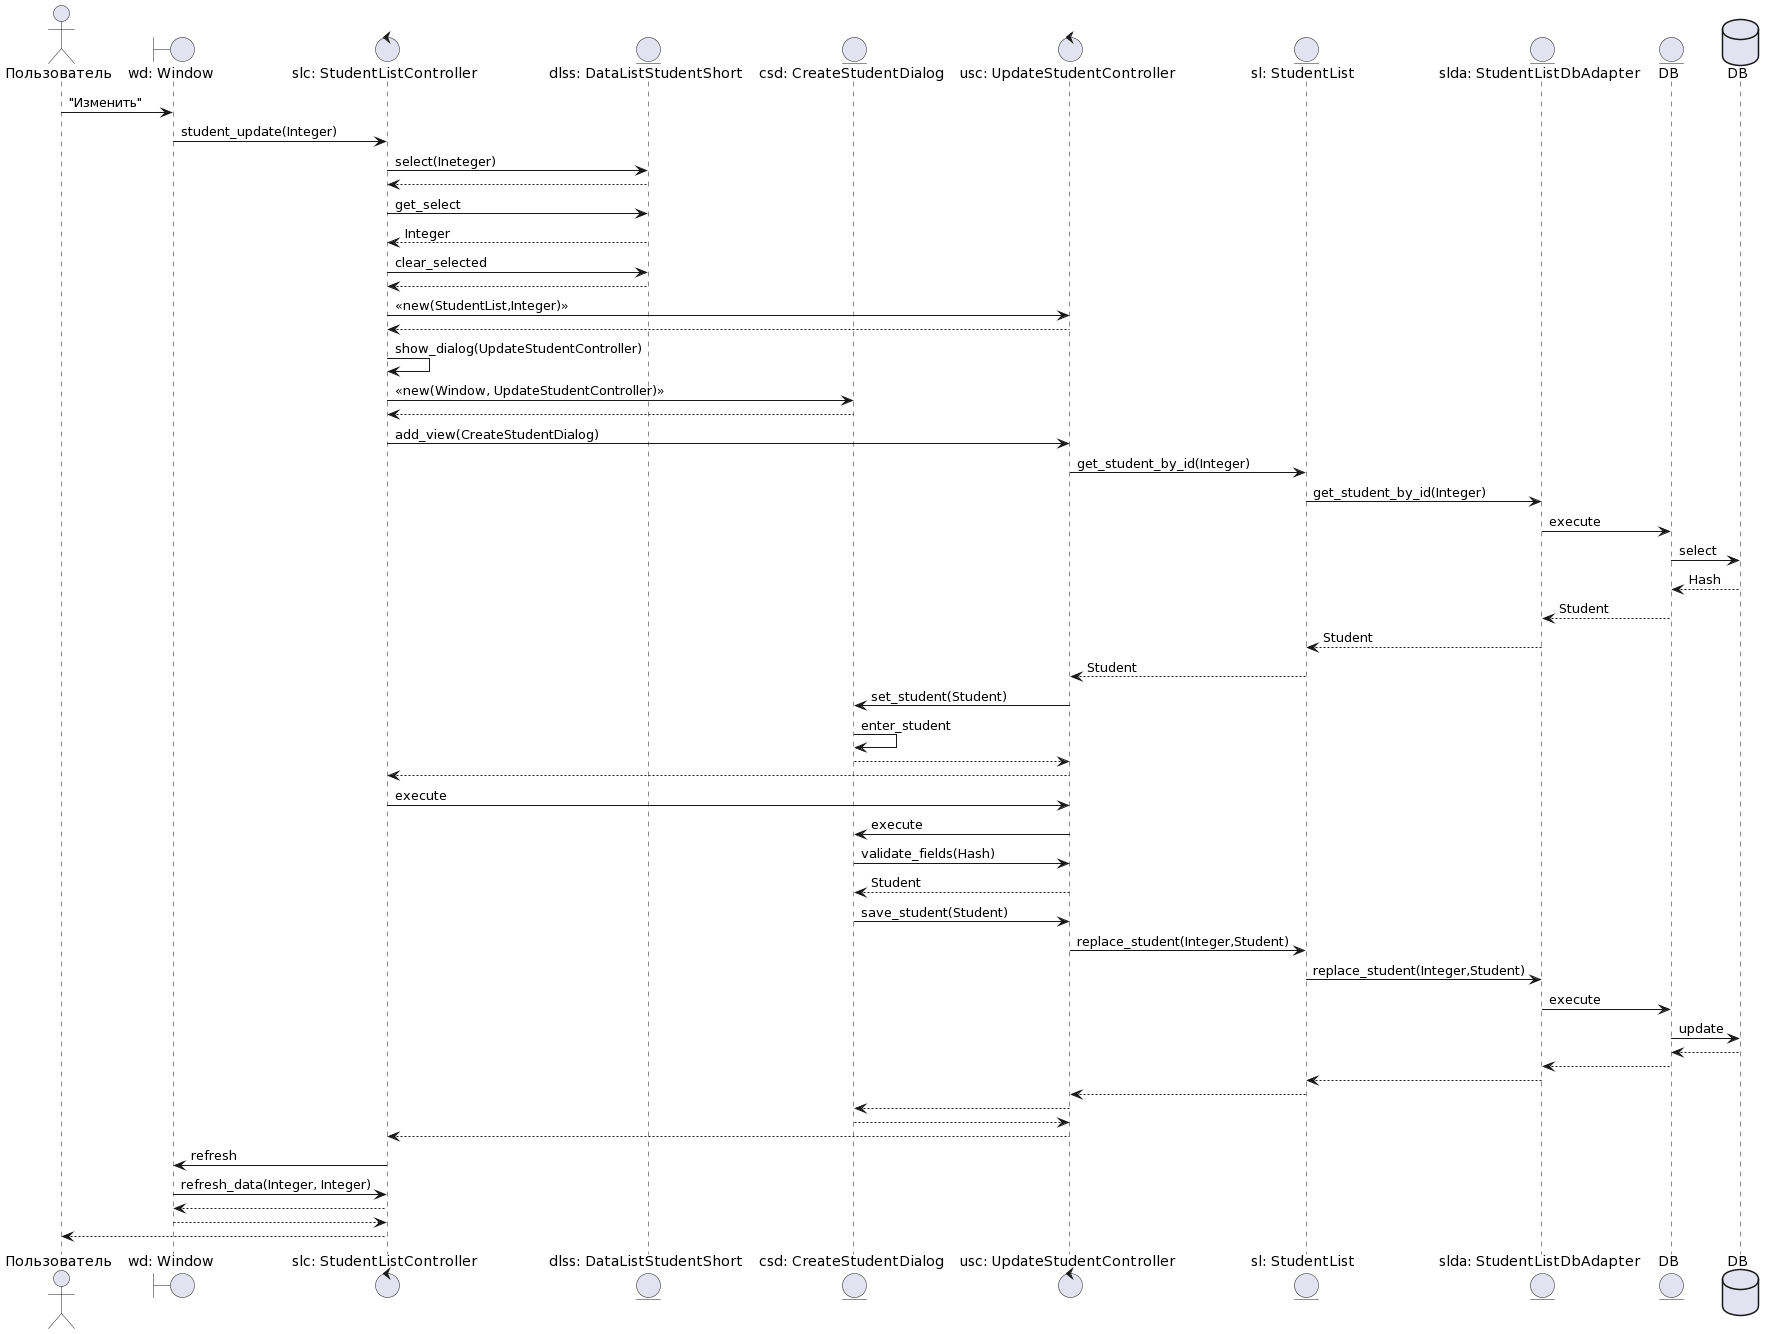 Пользователь wd: Window slc: StudentListController dlss: DataListStudentShort csd: CreateStudentDialog usc: UpdateStudentController sl: StudentList slda: StudentListDbAdapter DB DB
"Изменить"
student_update(Integer)
select(Ineteger)
get_select
Integer
clear_selected
«new(StudentList,Integer)»
show_dialog(UpdateStudentController)
«new(Window, UpdateStudentController)»
add_view(CreateStudentDialog)
get_student_by_id(Integer)
get_student_by_id(Integer)
execute
select
Hash
Student
Student
Student
set_student(Student)
enter_student
execute
execute
validate_fields(Hash)
Student
save_student(Student)
replace_student(Integer,Student)
replace_student(Integer,Student)
execute
update
refresh
refresh_data(Integer, Integer)
Пользователь wd: Window slc: StudentListController dlss: DataListStudentShort csd: CreateStudentDialog usc: UpdateStudentController sl: StudentList slda: StudentListDbAdapter DB DB